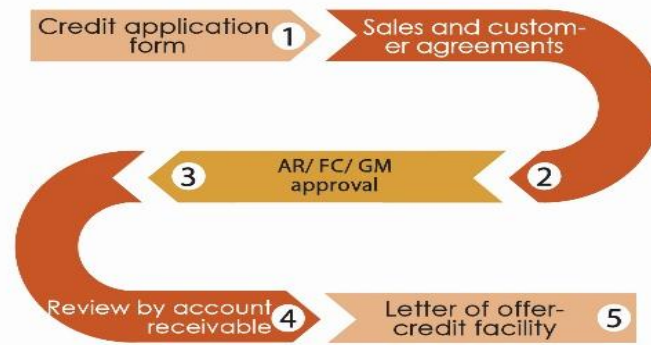 Credit application
form
1
Sales and custom-
er agreements
2
AR/ FC/ GM
approval
3
Review by account
receivable
4
Letter of offer-
credit facility
5